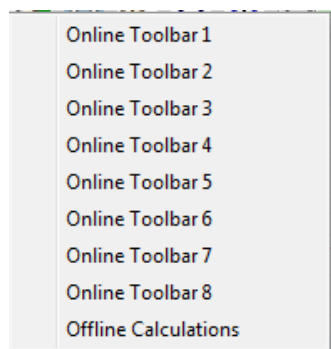 Online Toolbar 1
Online Toolbar 2
Online Toolbar 3
Online Toolbar 4
Online Toolbar 5
Online Toolbar 6
Online Toolbar 7
Online Toolbar 8
Offline Calculations